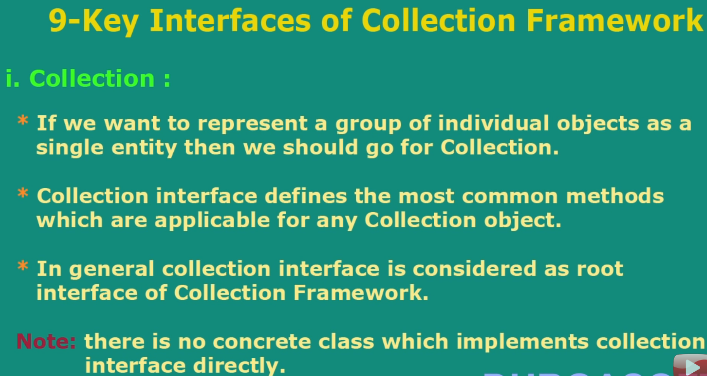 9-Key Interfaces of Collection Framework
i. Collection :
* If we want to represent a group of individual objects as a
single entity then we should go for Collection.
* Collection interface defines the most common methods
which are applicable for any Collection object.
* In general collection interface is considered as root
interface of Collection Framework.
Note: there is no concrete class which implements collection
interface directly.